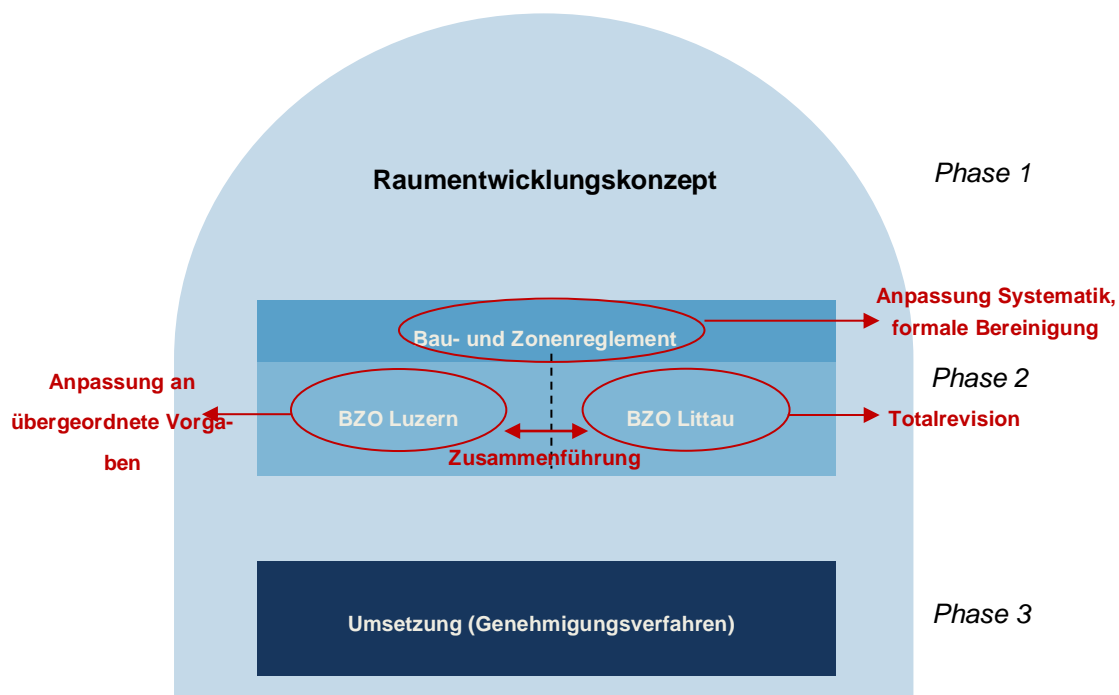 Raumentwicklungskonzept
Phase 1
Bau- und Zonenreglement
Anpassung Systematik,
formale Bereinigung
Phase 2
Anpassung an
übergeordnete Vorga-
ben
BZO Luzern
BZO Littau
Totalrevision
Zusammenführung
Umsetzung (Genehmigungsverfahren)
Phase 3